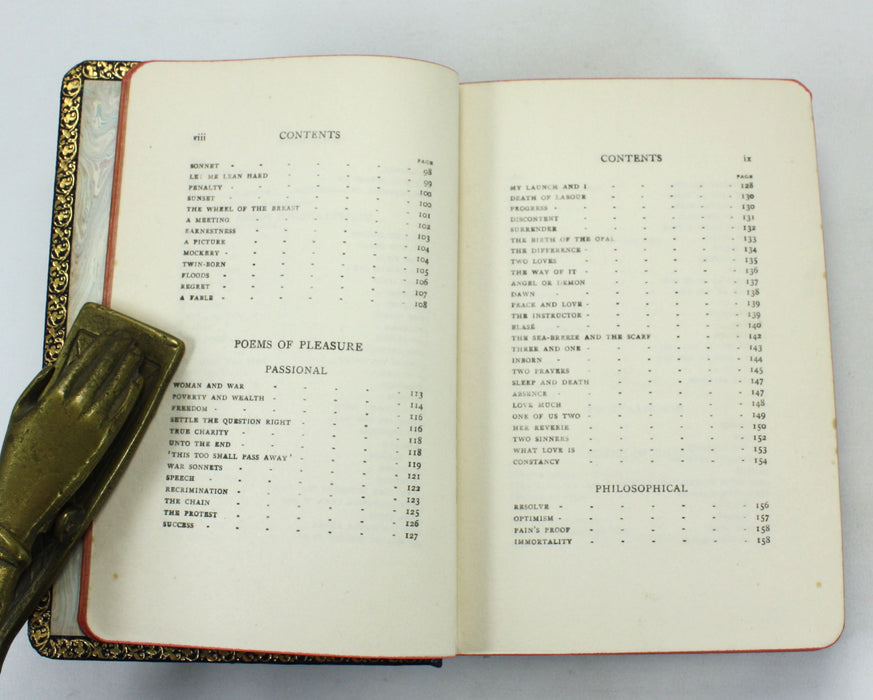 viii CONTENTS
PAGE
SONNET - - - - - - 98
LET ME LEAN HARD - - - - - 99
PENALTY - - - - - - 100
SUNSET - - - - - - 100
THE WHEEL OF THE BREAST - - - - 101
A MEETING - - - - - - 102
EARNESTNESS - - - - - - 103
A PICTURE - - - - - - 104
MOCKERY - - - - - - 104
TWIN-BORN - - - - - - 105
FLOODS - - - - - - 106
REGRET - - - - - - 107
A FABLE - - - - - - 108
POEMS OF PLEASURE
PASSIONAL
WOMAN AND WAR - - - - - 113
POVERTY AND WEALTH - - - - - 114
FREEDOM - - - - - - 116
SETTLE THE QUESTION RIGHT - - - - 116
TRUE CHARITY - - - - - - 118
UNTO THE END - - - - - - 118
'THIS TOO SHALL PASS AWAY' - - - - 119
WAR SONNETS - - - - - - 121
SPEECH - - - - - - 122
RECRIMINATION - - - - - - 123
THE CHAIN - - - - - - 125
THE PROTEST - - - - - - 126
SUCCESS - - - - - - 127
CONTENTS ix
PAGE
MY LAUNCH AND I - - - - - 128
DEATH OF LABOUR - - - - - 130
PROGRESS - - - - - - 130
DISCONTENT - - - - - - 131
SURRENDER - - - - - - 132
THE BIRTH OF THE OPAL - - - - 133
THE DIFFERENCE - - - - - - 134
TWO LOVES - - - - - - 135
THE WAY OF IT - - - - - - 136
ANGEL OR DEMON - - - - - 137
DAWN - - - - - - 138
PEACE AND LOVE - - - - - - 139
THE INSTRUCTOR - - - - - - 139
BLASÉ - - - - - - 140
THE SEA-BREEZE AND THE SCARF - - - 142
THREE AND ONE - - - - - - 143
INBORN - - - - - - 144
TWO PRAYERS - - - - - - 145
SLEEP AND DEATH - - - - - 147
ABSENCE - - - - - - 147
LOVE MUCH - - - - - - 148
ONE OF US TWO - - - - - - 149
HER REVERIE - - - - - - 150
TWO SINNERS - - - - - - 152
WHAT LOVE IS - - - - - - 153
CONSTANCY - - - - - - 154
PHILOSOPHICAL
RESOLVE - - - - - - 156
OPTIMISM - - - - - - 157
PAIN'S PROOF - - - - - - 158
IMMORTALITY - - - - - - 158